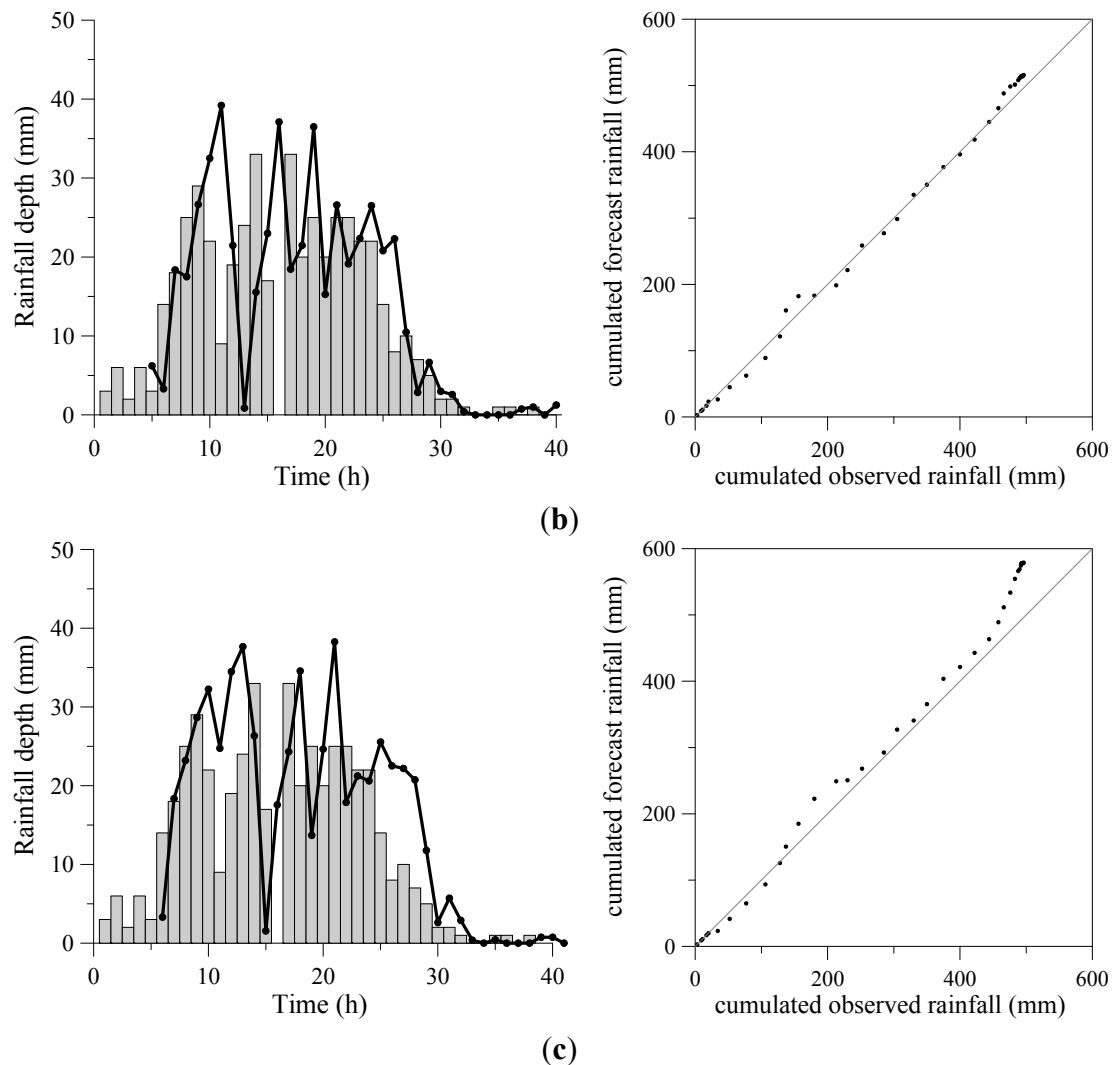 50
40
30
20
10
0
Rainfall depth (mm)
0 10 20 30 40
Time (h)
600
400
200
0
cumulated forecast rainfall (mm)
0 200 400 600
cumulated observed rainfall (mm)
(b)
50
40
30
20
10
0
Rainfall depth (mm)
0 10 20 30 40
Time (h)
600
400
200
0
cumulated forecast rainfall (mm)
0 200 400 600
cumulated observed rainfall (mm)
(c)